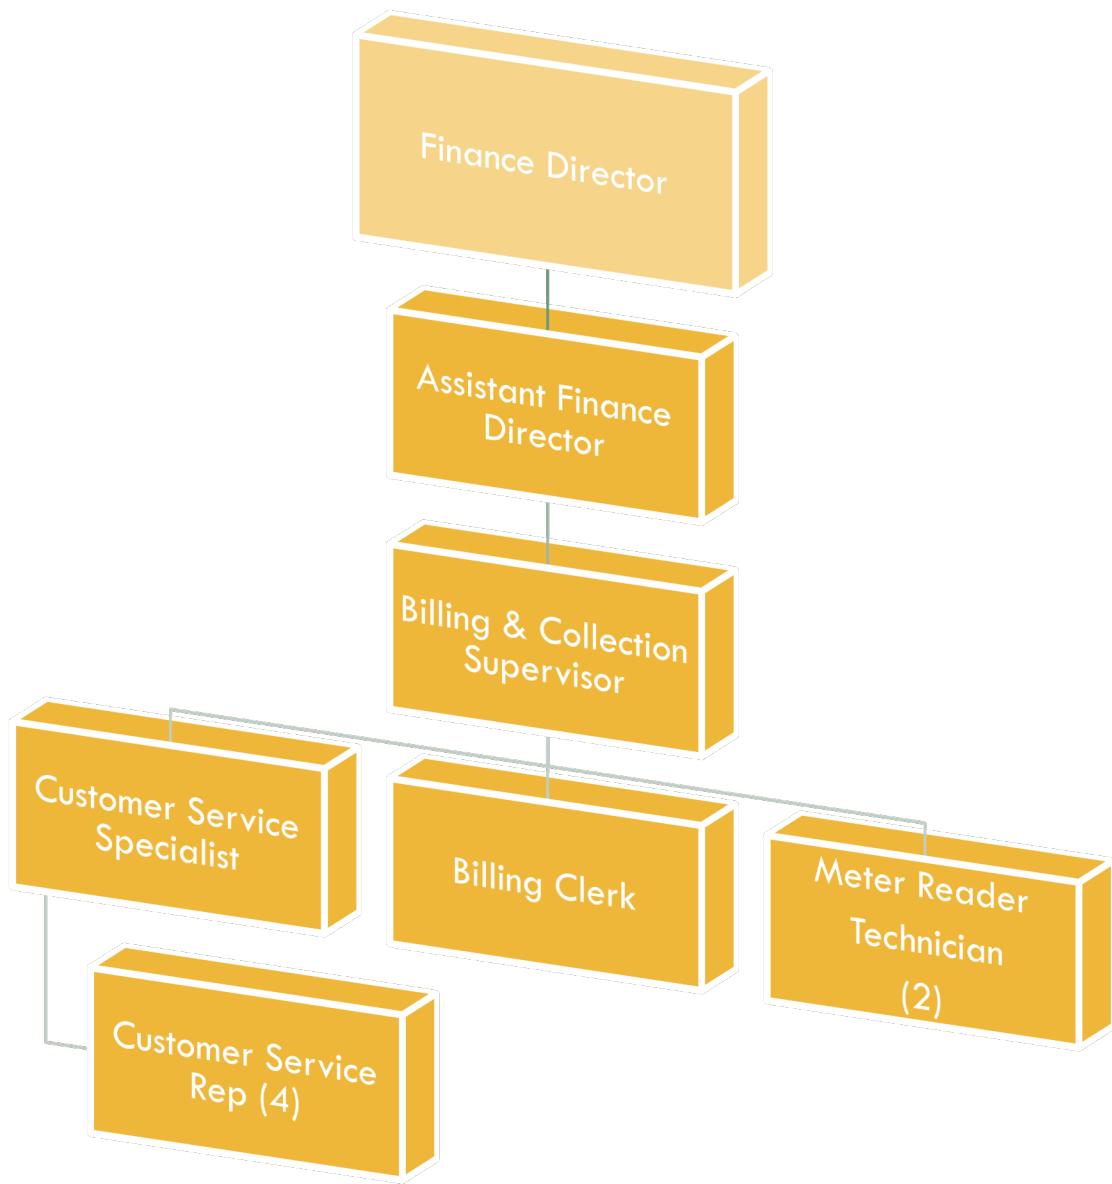 Finance Director
Assistant Finance
Director
Billing & Collection
Supervisor
Customer Service
Specialist
Billing Clerk
Meter Reader
Technician
(2)
Customer Service
Rep (4)